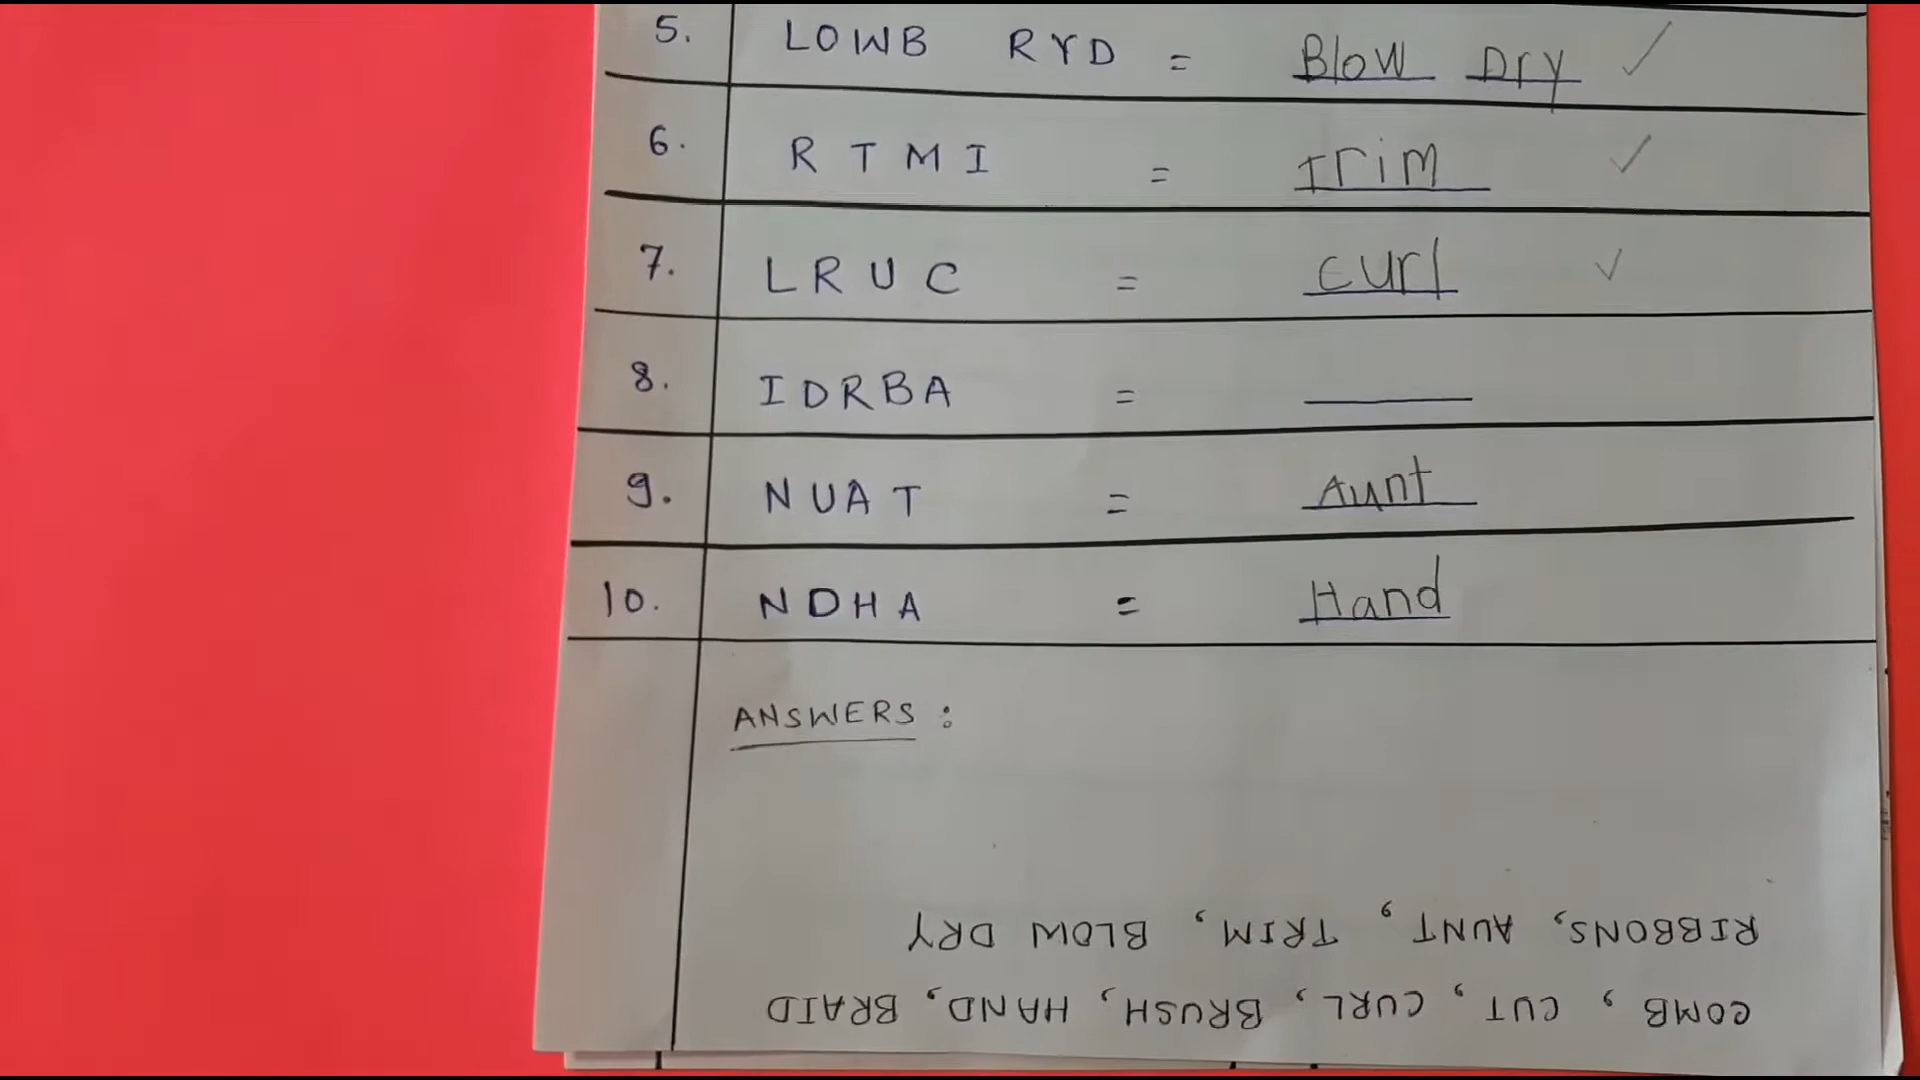 5. LOWB RYD = Blow Dry ✓
6. RTMI = Trim ✓
7. LRUC = curl ✓
8. IDRBA = ______
9. NUAT = Aunt
10. NDHA = Hand
ANSWERS :
COMB, CUT, CURL, BRUSH, HAND, BRAID
RIBBONS, AUNT, TRIM, BLOW DRY